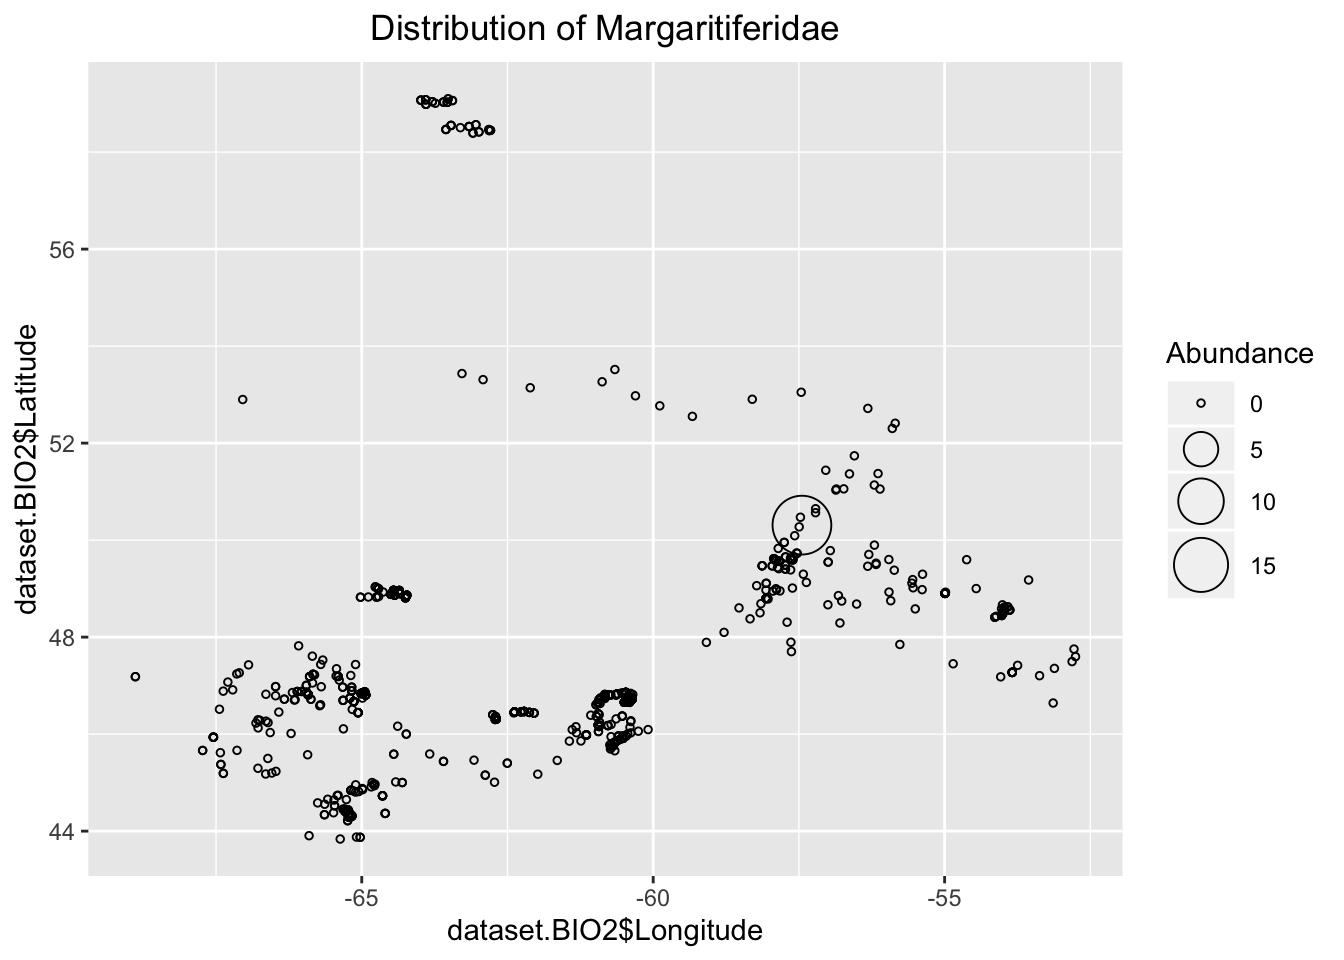 Distribution of Margaritiferidae
dataset.BIO2$Latitude
56
52
48
44
-65
-60
-55
dataset.BIO2$Longitude
Abundance
0
5
10
15